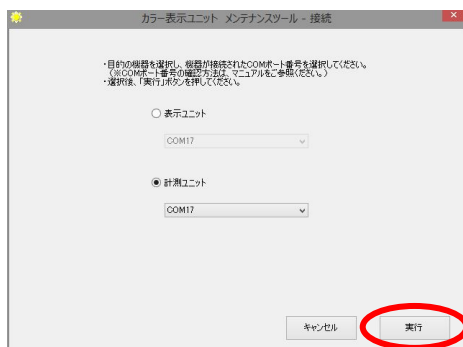 カラー表示ユニット メンテナンスツール - 接続
・目的の機器を選択し、機器が接続されたCOMポート番号を選択してください。
(※COMポート番号の確認方法は、マニュアルをご参照ください。)
・選択後、「実行」ボタンを押してください。
表示ユニット
COM17
計測ユニット
COM17
キャンセル
実行